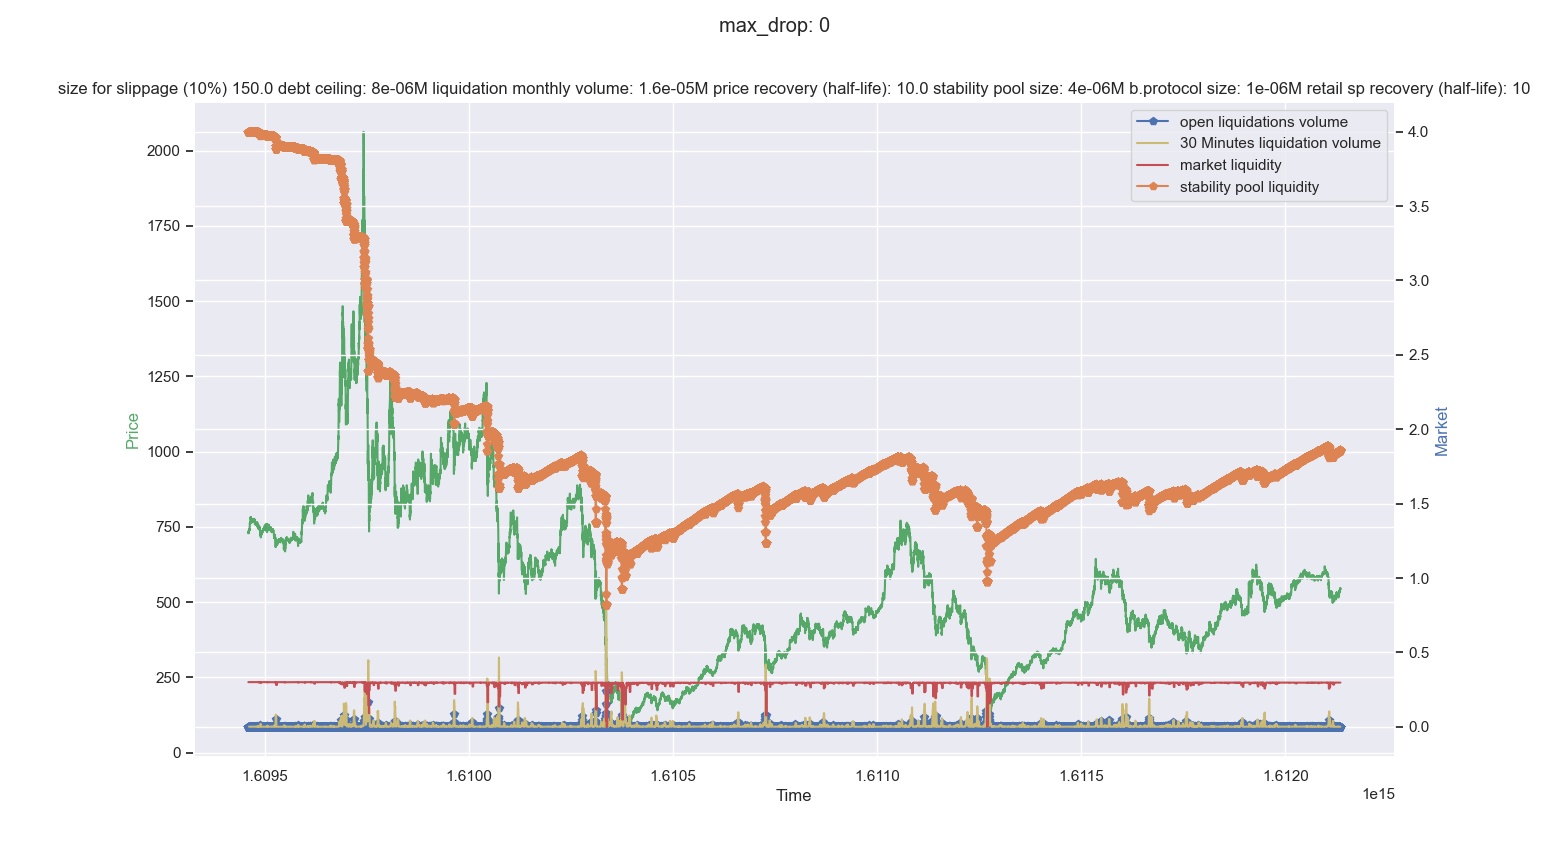 max_drop: 0
size for slippage (10%) 150.0 debt ceiling: 8e-06M liquidation monthly volume: 1.6e-05M price recovery (half-life): 10.0 stability pool size: 4e-06M b.protocol size: 1e-06M retail sp recovery (half-life): 10
open liquidations volume
30 Minutes liquidation volume
market liquidity
stability pool liquidity
2000
1750
1500
1250
1000
750
500
250
0
Price
4.0
3.5
3.0
2.5
2.0
1.5
1.0
0.5
0.0
Market
1.6095 1.6100 1.6105 1.6110 1.6115 1.6120
Time
1e15